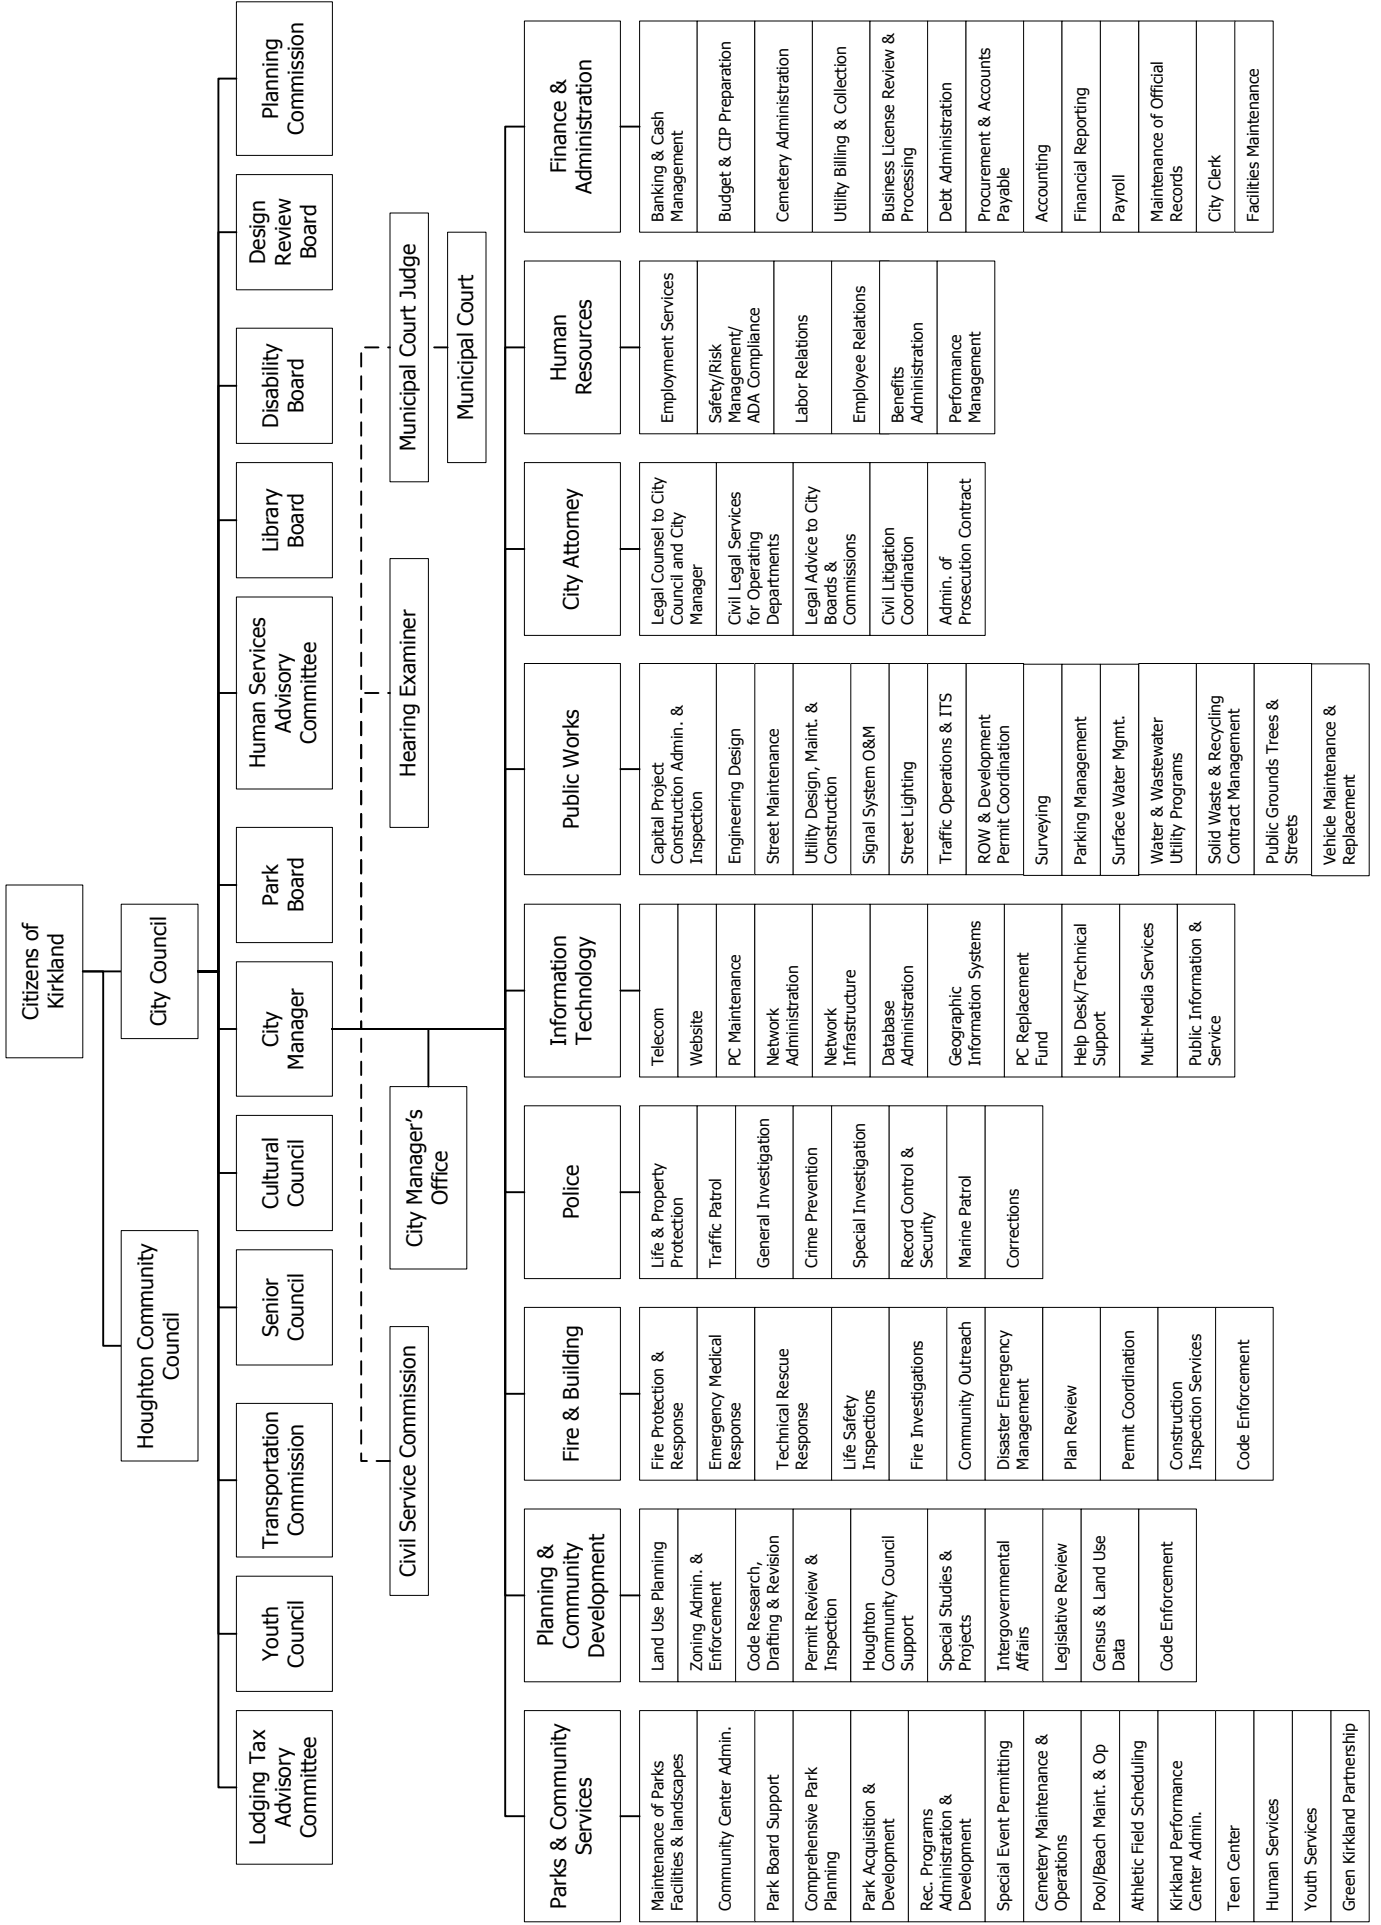 Citizens of
Kirkland
Houghton Community
Council
City Council
Lodging Tax
Advisory
Committee
Youth
Council
Transportation
Commission
Senior
Council
Cultural
Council
City
Manager
Park
Board
Human Services
Advisory
Committee
Library
Board
Disability
Board
Design
Review
Board
Planning
Commission
Civil Service Commission
City Manager's
Office
Hearing Examiner
Municipal Court Judge
Municipal Court
Parks & Community
Services
Maintenance of Parks
Facilities & landscapes
Community Center Admin.
Park Board Support
Comprehensive Park
Planning
Park Acquisition &
Development
Rec. Programs
Administration &
Development
Special Event Permitting
Cemetery Maintenance &
Operations
Pool/Beach Maint. & Op
Athletic Field Scheduling
Kirkland Performance
Center Admin.
Teen Center
Human Services
Youth Services
Green Kirkland Partnership
Planning &
Community
Development
Land Use Planning
Zoning Admin. &
Enforcement
Code Research,
Drafting & Revision
Permit Review &
Inspection
Houghton
Community Council
Support
Special Studies &
Projects
Intergovernmental
Affairs
Legislative Review
Census & Land Use
Data
Code Enforcement
Fire & Building
Fire Protection &
Response
Emergency Medical
Response
Technical Rescue
Response
Life Safety
Inspections
Fire Investigations
Community Outreach
Disaster Emergency
Management
Plan Review
Permit Coordination
Construction
Inspection Services
Code Enforcement
Police
Life & Property
Protection
Traffic Patrol
General Investigation
Crime Prevention
Special Investigation
Record Control &
Security
Marine Patrol
Corrections
Information
Technology
Telecom
Website
PC Maintenance
Network
Administration
Network
Infrastructure
Database
Administration
Geographic
Information Systems
PC Replacement
Fund
Help Desk/Technical
Support
Multi-Media Services
Public Information &
Service
Public Works
Capital Project
Construction Admin. &
Inspection
Engineering Design
Street Maintenance
Utility Design, Maint. &
Construction
Signal System O&M
Street Lighting
Traffic Operations & ITS
ROW & Development
Permit Coordination
Surveying
Parking Management
Surface Water Mgmt.
Water & Wastewater
Utility Programs
Solid Waste & Recycling
Contract Management
Public Grounds Trees &
Streets
Vehicle Maintenance &
Replacement
City Attorney
Legal Counsel to City
Council and City
Manager
Civil Legal Services
for Operating
Departments
Legal Advice to City
Boards &
Commissions
Civil Litigation
Coordination
Admin. of
Prosecution Contract
Human
Resources
Employment Services
Safety/Risk
Management/
ADA Compliance
Labor Relations
Employee Relations
Benefits
Administration
Performance
Management
Finance &
Administration
Banking & Cash
Management
Budget & CIP Preparation
Cemetery Administration
Utility Billing & Collection
Business License Review &
Processing
Debt Administration
Procurement & Accounts
Payable
Accounting
Financial Reporting
Payroll
Maintenance of Official
Records
City Clerk
Facilities Maintenance